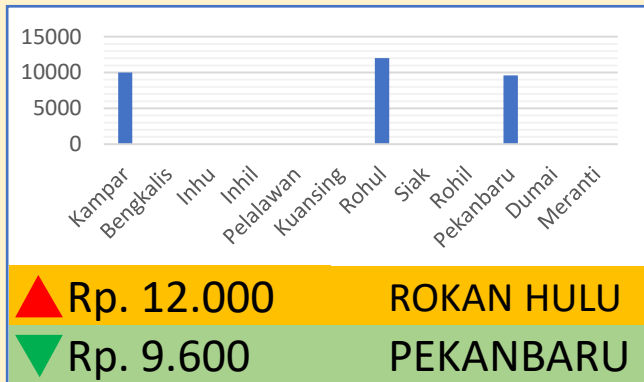 15000
10000
5000
0
Kampar
Bengkalis
Inhu
Inhil
Pelalawan
Kuansing
Rohul
Siak
Rohil
Pekanbaru
Dumai
Meranti
Rp. 12.000 ROKAN HULU
Rp. 9.600 PEKANBARU